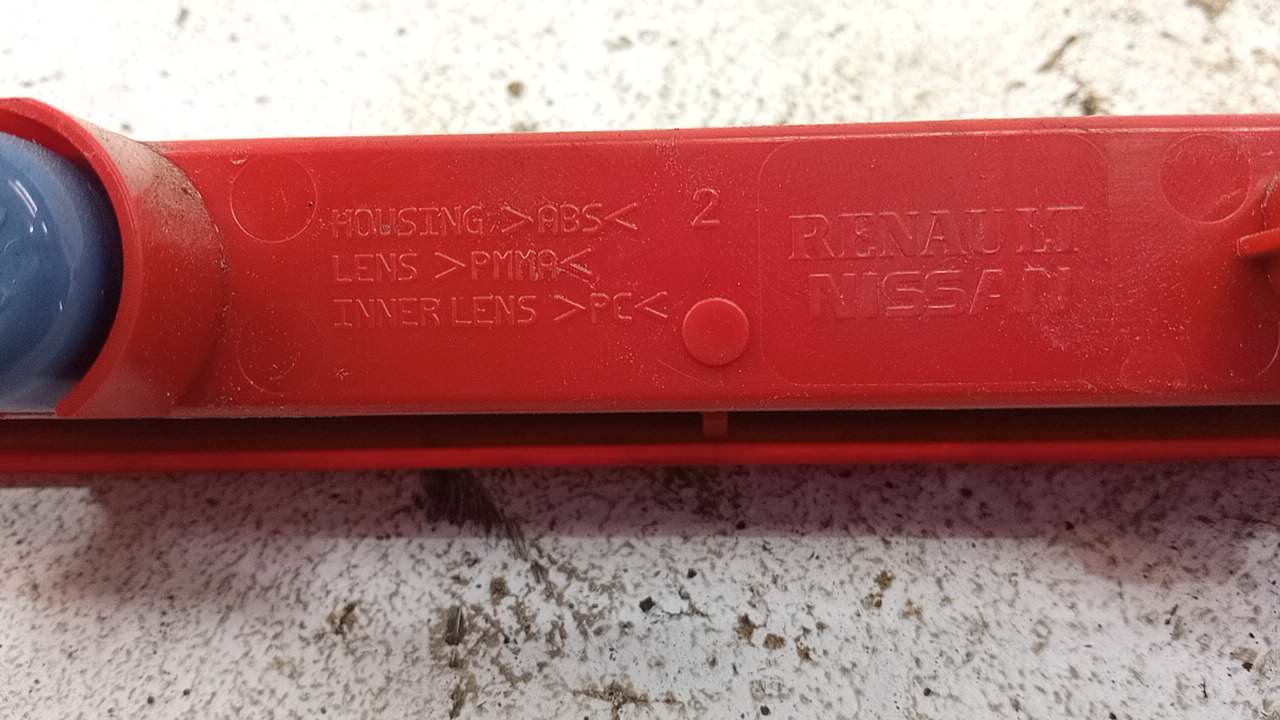 HOUSING >ABS<
LENS >PMMA<
INNER LENS >PC<
2
RENAULT
NISSAN